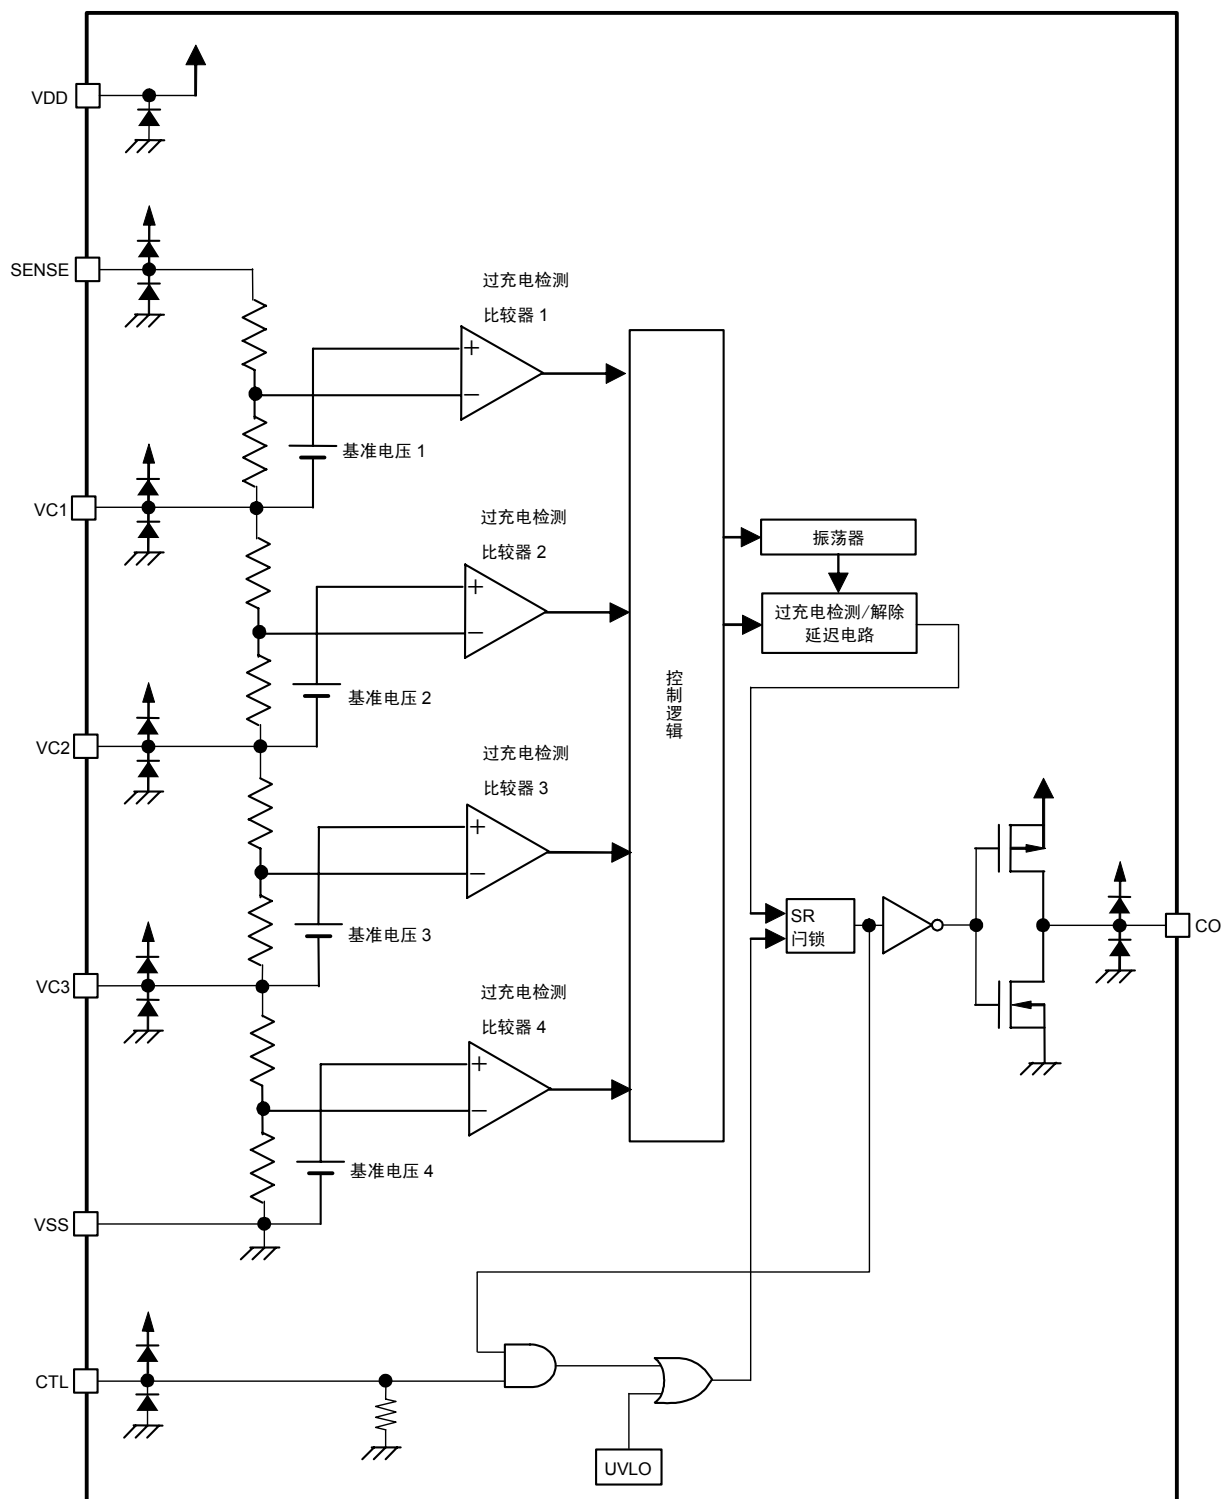 VDD
SENSE
过充电检测
比较器 1
+
−
基准电压 1
VC1
过充电检测
比较器 2
+
−
振荡器
过充电检测/解除
延迟电路
基准电压 2
控制逻辑
VC2
过充电检测
比较器 3
+
−
SR
闩锁
CO
基准电压 3
VC3
过充电检测
比较器 4
+
−
基准电压 4
VSS
CTL
UVLO